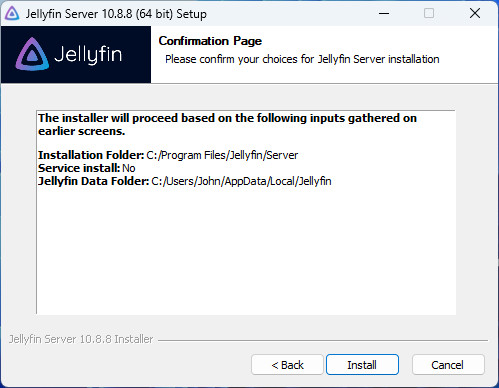 Jellyfin Server 10.8.8 (64 bit) Setup
Jellyfin
Confirmation Page
Please confirm your choices for Jellyfin Server installation
The installer will proceed based on the following inputs gathered on
earlier screens.
Installation Folder: C:/Program Files/Jellyfin/Server
Service install: No
Jellyfin Data Folder: C:/Users/John/AppData/Local/Jellyfin
Jellyfin Server 10.8.8 Installer
< Back
Install
Cancel